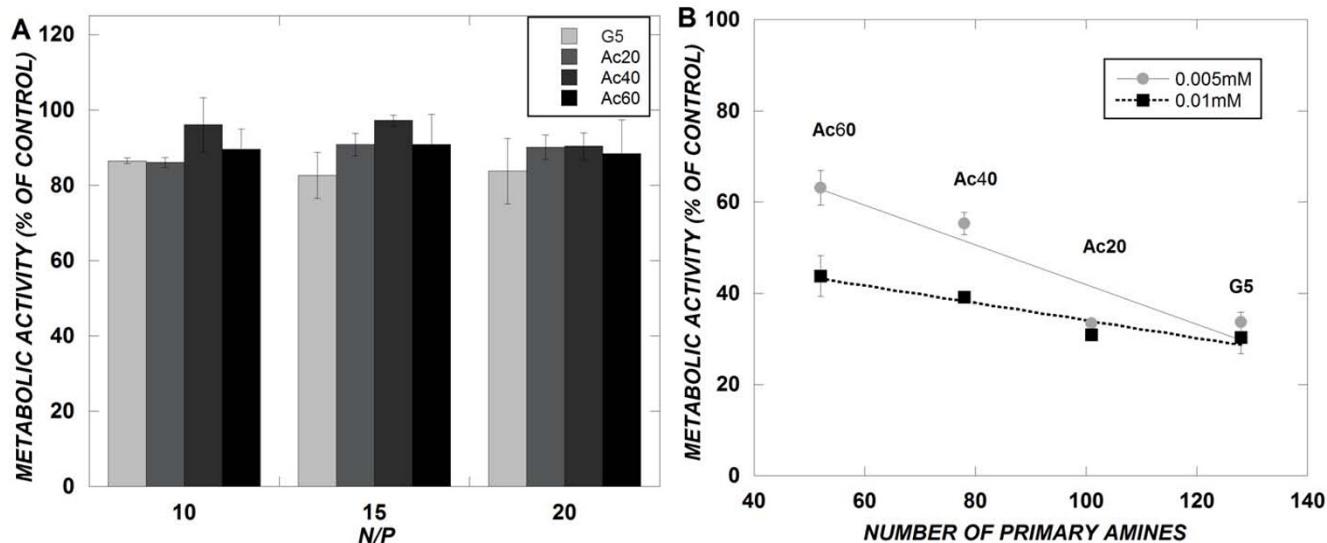 A
METABOLIC ACTIVITY (% OF CONTROL)
120
100
80
60
40
20
0
G5
Ac20
Ac40
Ac60
10
15
20
N/P
B
METABOLIC ACTIVITY (% OF CONTROL)
100
80
60
40
20
0
0.005mM
0.01mM
Ac60
Ac40
Ac20
G5
40
60
80
100
120
140
NUMBER OF PRIMARY AMINES